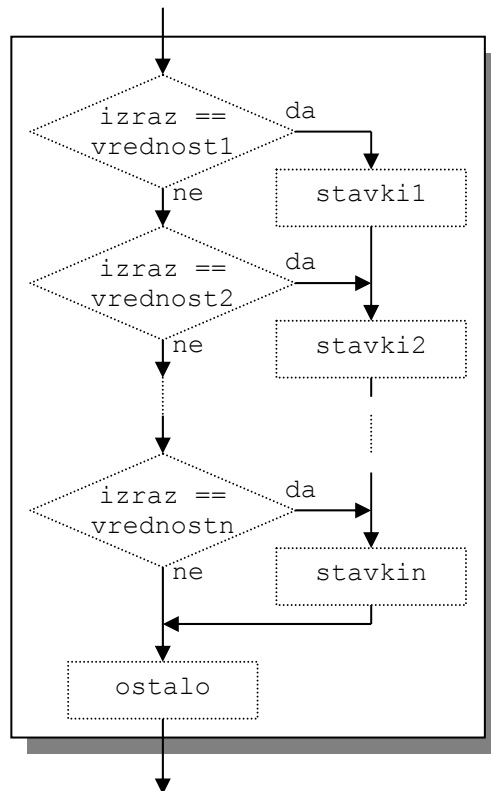 izraz ==
vrednost1
da
ne
stavki1
izraz ==
vrednost2
da
ne
stavki2
izraz ==
vrednostn
da
ne
stavkin
ostalo